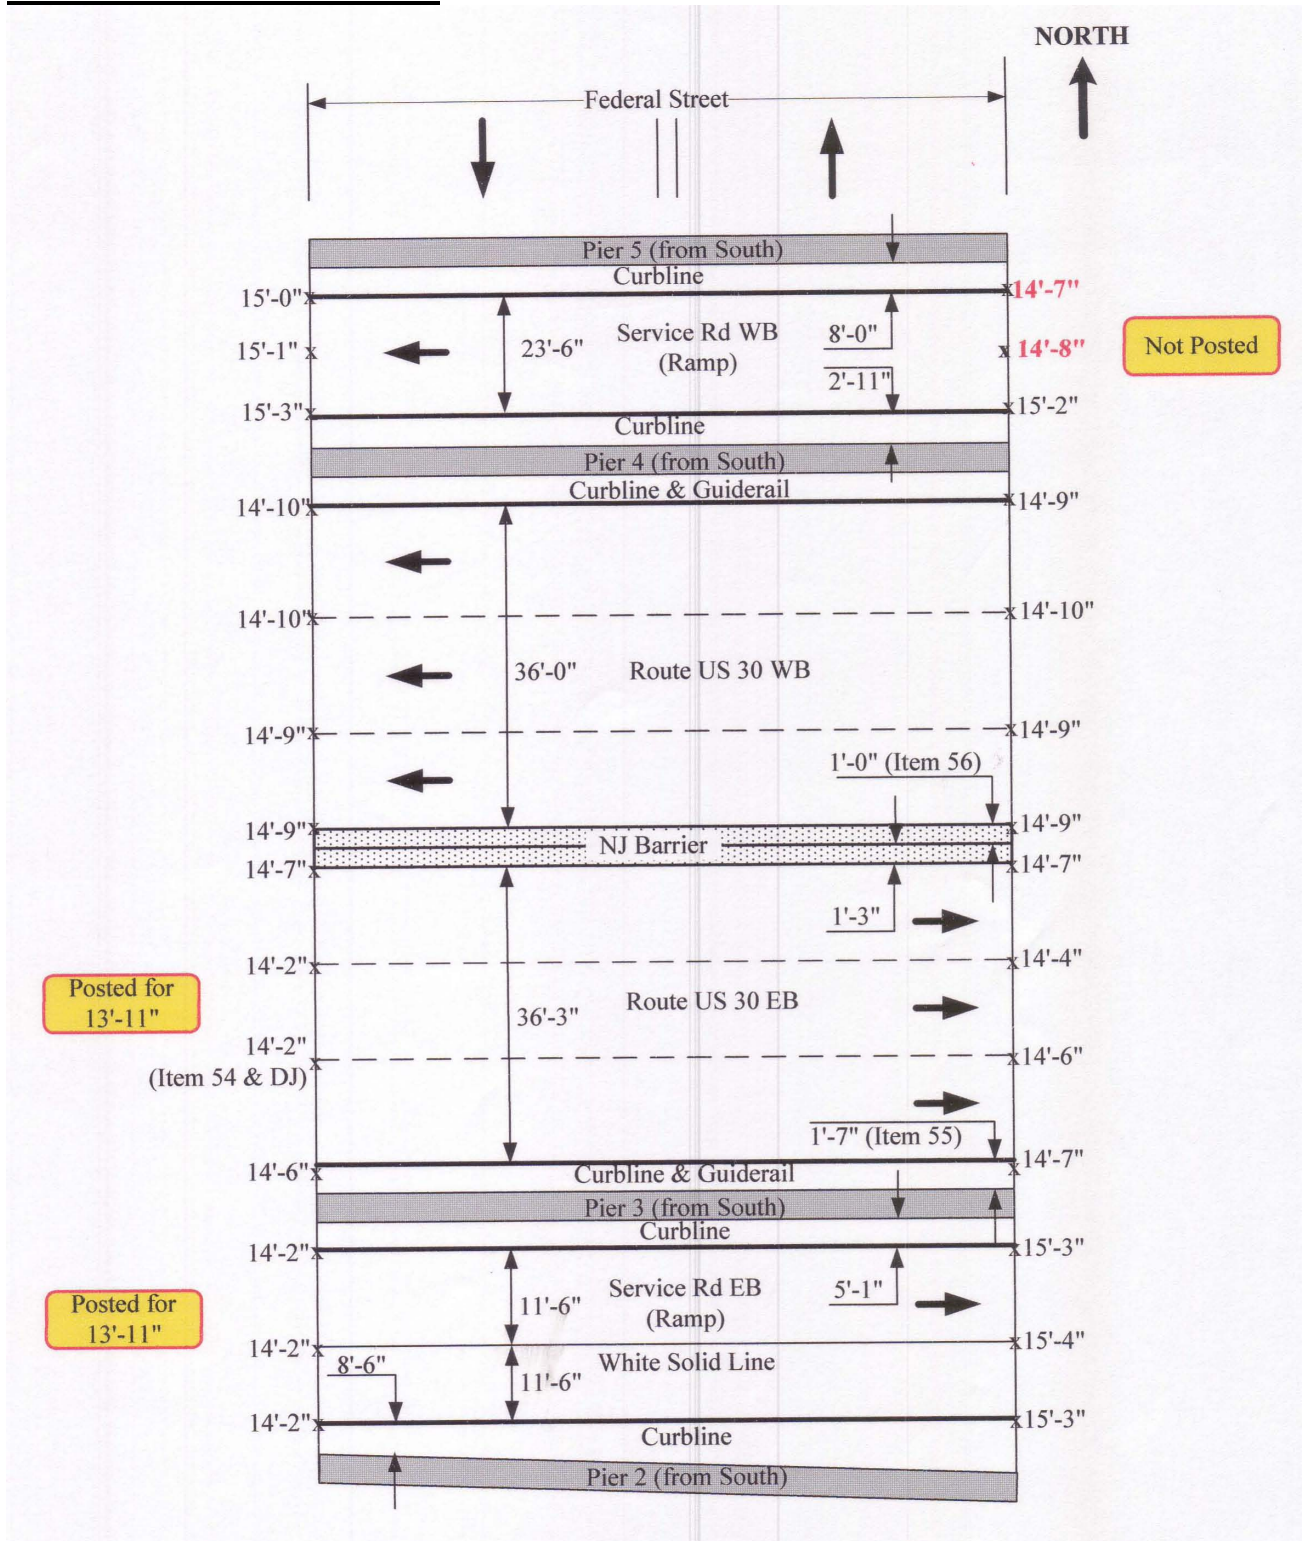 NORTH
Federal Street
Pier 5 (from South)
Curbline
15'-0"
14'-7"
Service Rd WB
(Ramp)
8'-0"
23'-6"
15'-1"
14'-8"
Not Posted
2'-11"
15'-3"
15'-2"
Curbline
Pier 4 (from South)
Curbline & Guiderail
14'-10"
14'-9"
14'-10"
14'-10"
36'-0"
Route US 30 WB
14'-9"
14'-9"
1'-0" (Item 56)
14'-9"
14'-9"
NJ Barrier
14'-7"
14'-7"
1'-3"
14'-2"
14'-4"
Posted for
13'-11"
Route US 30 EB
36'-3"
14'-2"
(Item 54 & DJ)
14'-6"
1'-7" (Item 55)
14'-6"
14'-7"
Curbline & Guiderail
Pier 3 (from South)
Curbline
14'-2"
15'-3"
Service Rd EB
(Ramp)
5'-1"
11'-6"
Posted for
13'-11"
14'-2"
15'-4"
White Solid Line
8'-6"
11'-6"
14'-2"
15'-3"
Curbline
Pier 2 (from South)